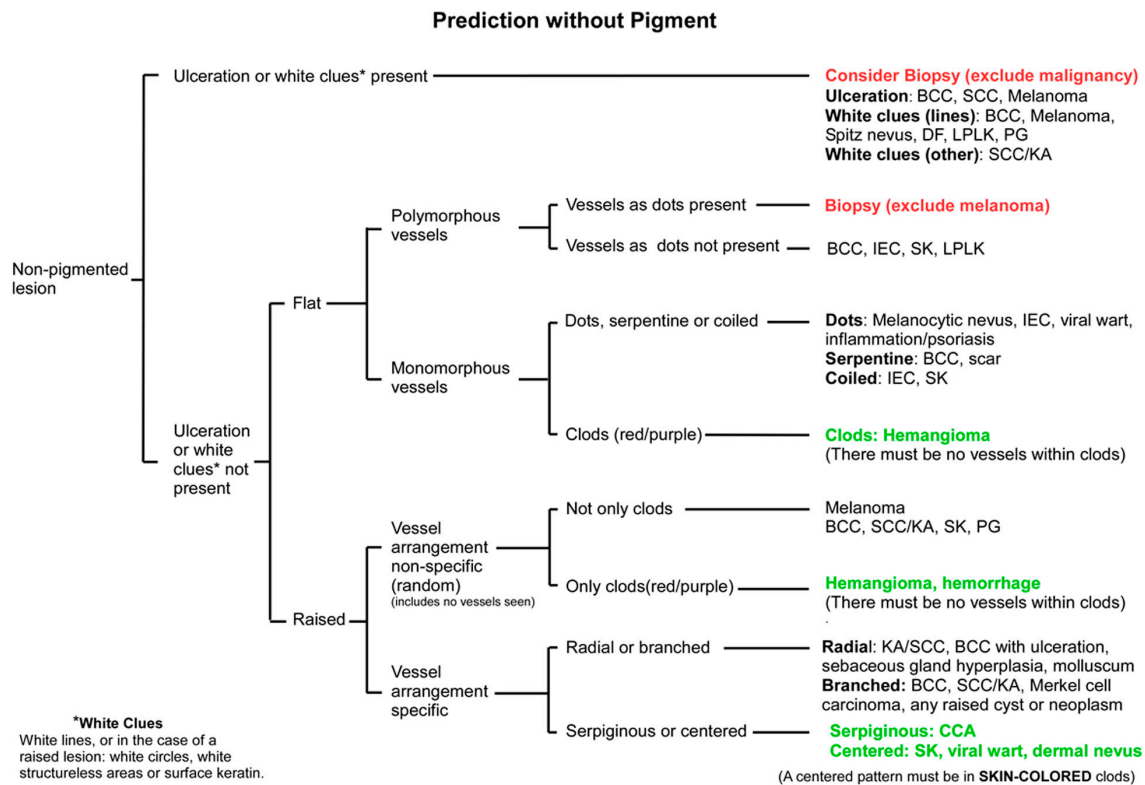 Prediction without Pigment
Ulceration or white clues* present
Consider Biopsy (exclude malignancy)
Ulceration: BCC, SCC, Melanoma
White clues (lines): BCC, Melanoma,
Spitz nevus, DF, LPLK, PG
White clues (other): SCC/KA
Non-pigmented
lesion
Ulceration
or white
clues* not
present
Flat
Polymorphous
vessels
Vessels as dots present
Biopsy (exclude melanoma)
Vessels as dots not present
BCC, IEC, SK, LPLK
Monomorphous
vessels
Dots, serpentine or coiled
Dots: Melanocytic nevus, IEC, viral wart,
inflammation/psoriasis
Serpentine: BCC, scar
Coiled: IEC, SK
Clods (red/purple)
Clods: Hemangioma
(There must be no vessels within clods)
Raised
Vessel
arrangement
non-specific
(random)
(includes no vessels seen)
Not only clods
Melanoma
BCC, SCC/KA, SK, PG
Only clods(red/purple)
Hemangioma, hemorrhage
(There must be no vessels within clods)
Vessel
arrangement
specific
Radial or branched
Radial: KA/SCC, BCC with ulceration,
sebaceous gland hyperplasia, molluscum
Branched: BCC, SCC/KA, Merkel cell
carcinoma, any raised cyst or neoplasm
Serpiginous or centered
Serpiginous: CCA
Centered: SK, viral wart, dermal nevus
(A centered pattern must be in SKIN-COLORED clods)
*White Clues
White lines, or in the case of a
raised lesion: white circles, white
structureless areas or surface keratin.